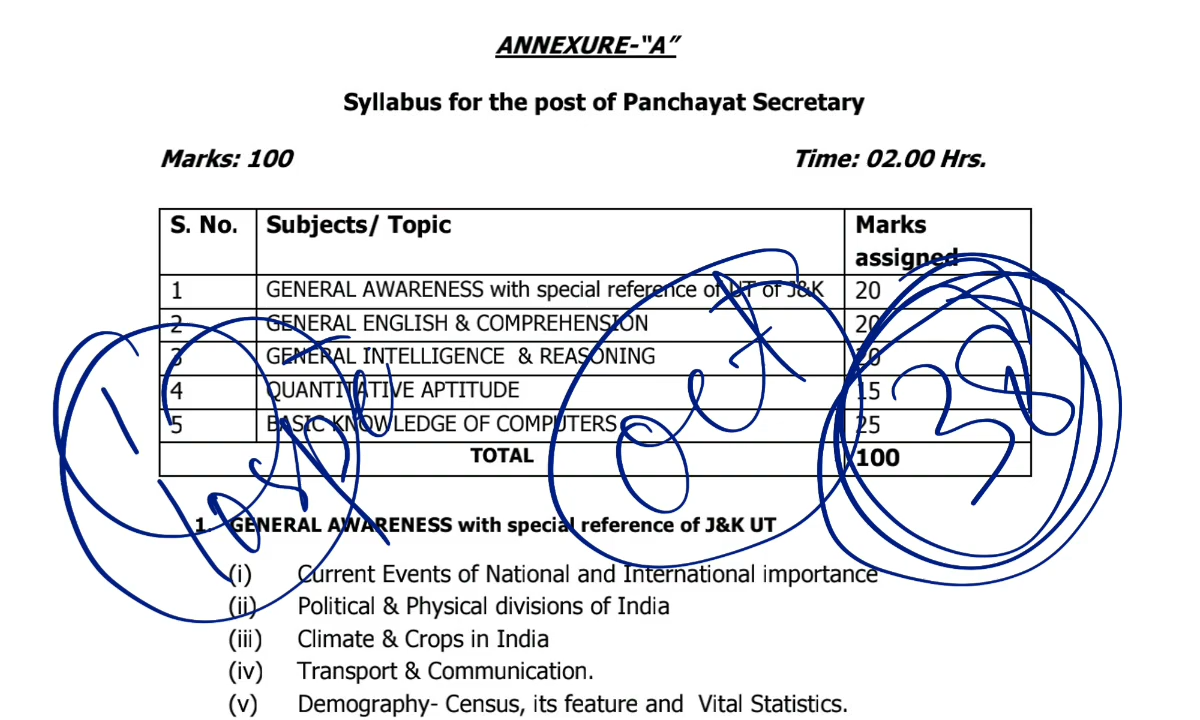 ANNEXURE-"A"
Syllabus for the post of Panchayat Secretary
Marks: 100 Time: 02.00 Hrs.
S. No. Subjects/ Topic Marks assigned
1 GENERAL AWARENESS with special reference of UT of J&K 20
2 GENERAL ENGLISH & COMPREHENSION 20
3 GENERAL INTELLIGENCE & REASONING 20
4 QUANTITATIVE APTITUDE 15
5 BASIC KNOWLEDGE OF COMPUTERS 25
TOTAL 100
Oct
1. GENERAL AWARENESS with special reference of J&K UT
(i) Current Events of National and International importance
(ii) Political & Physical divisions of India
(iii) Climate & Crops in India
(iv) Transport & Communication.
(v) Demography- Census, its feature and Vital Statistics.